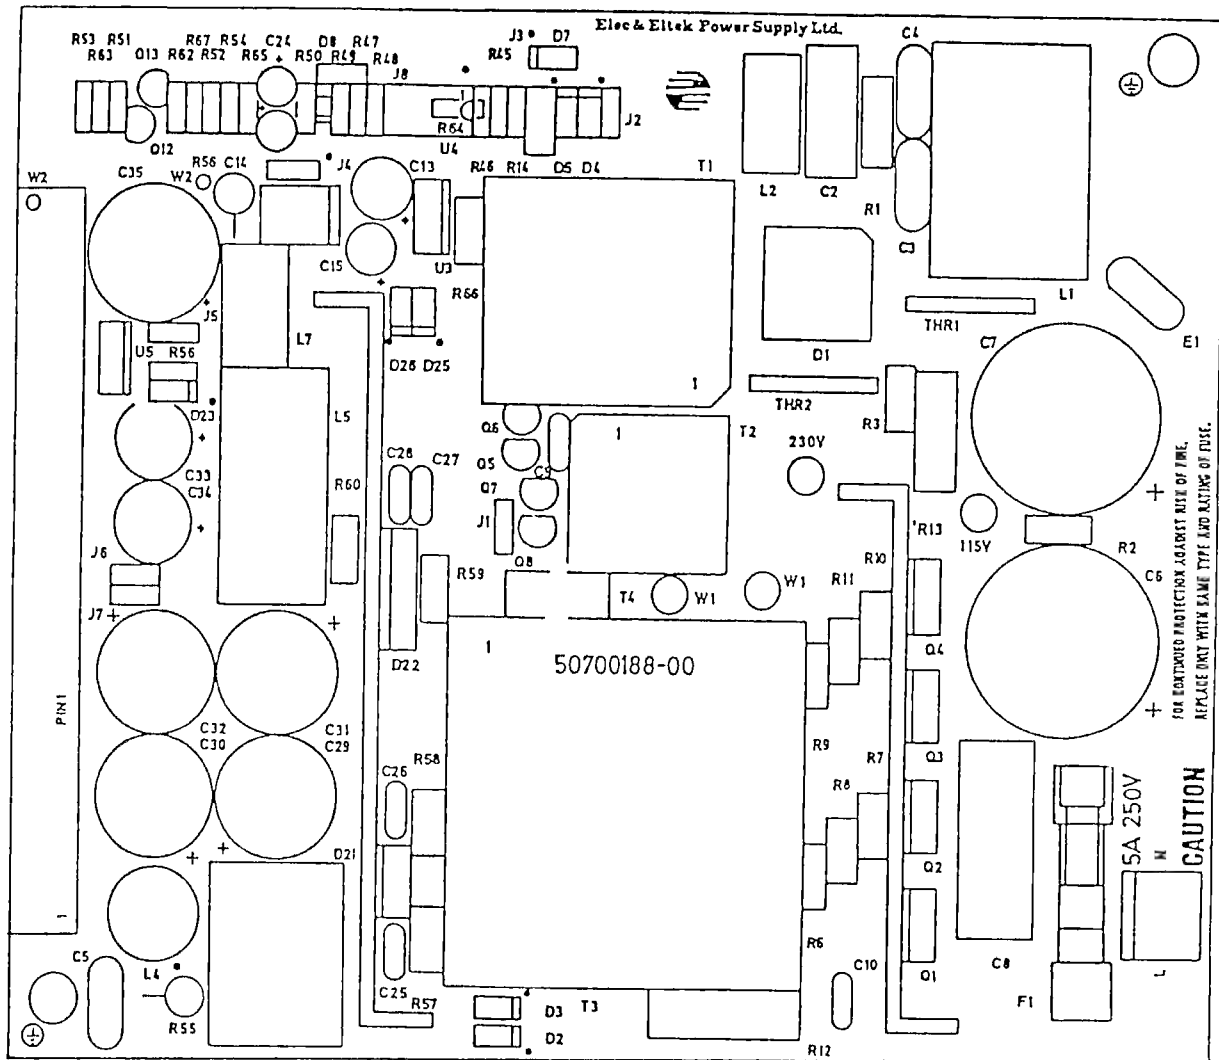 Elec & Eltek Power Supply Ltd.
R53 R51 R67 R54 C24 D8 R47
R63 Q13 R62 R52 R65 R50 R49 R48
J8 R45 J3 D7 C4
R64 J2
Q12 U4
R56 C14 J4 C13 R46 R14 D5 D4 T1
W2 C35 W2 L2 C2 R1
C15 U3 C3
R66
J5 L1
L7 THR1
U5 R56 C7 E1
D26 D25 D1
1
THR2
D23 L5 Q6 1 T2 R3
C28 C27 Q5 C9 230V
C33
C34 R60 Q7
J1 R13
J6 Q8 115V R2
R59 R10 C6
R11
J7 T4 W1 W1
D22 1 Q4
50700188-00
PIN1
C32 C31
C30 C29
R58 R9 R7 Q3
C26 R8
D21 Q2
5A 250V
N
CAUTION
FOR CONTINUED PROTECTION AGAINST RISK OF FIRE,
REPLACE ONLY WITH SAME TYPE AND RATING OF FUSE.
1
C5 L4 R6 C10 C8 L
C25 Q1
R57 D3 T3 F1
R55 D2 R12